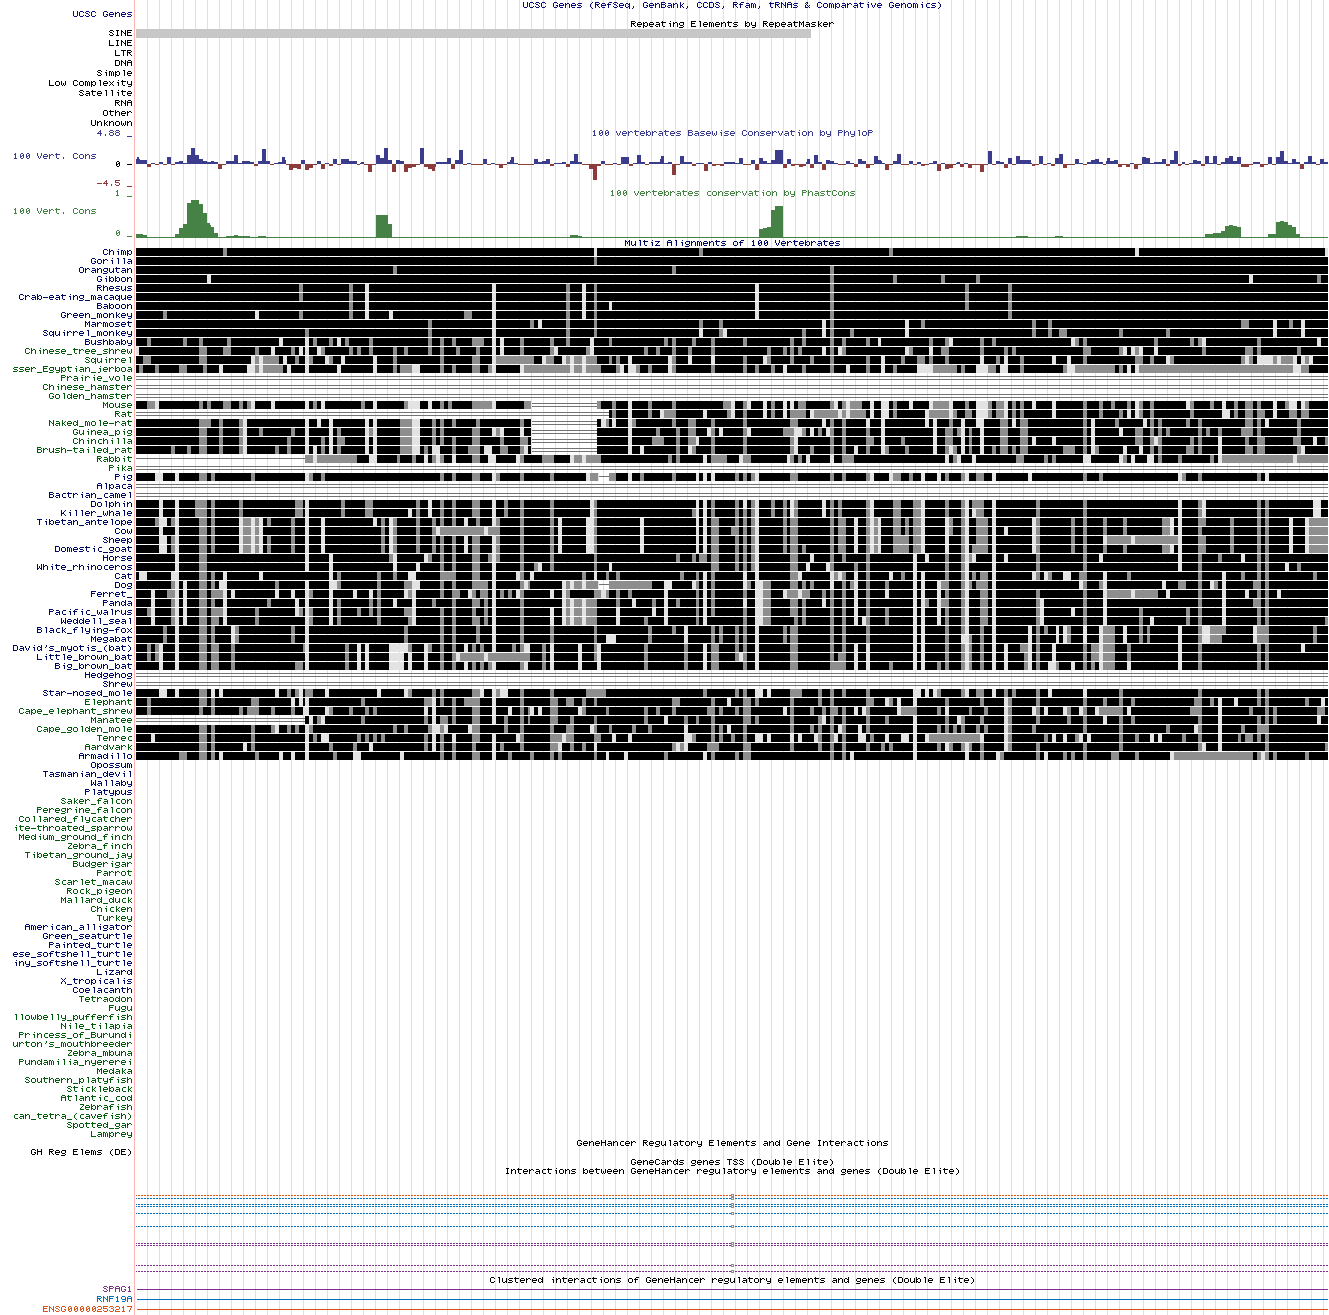 UCSC Genes (RefSeq, GenBank, CCDS, Rfam, tRNAs & Comparative Genomics)
UCSC Genes
Repeating Elements by RepeatMasker
SINE
LINE
LTR
DNA
Simple
Low Complexity
Satellite
RNA
Other
Unknown
4.88 _
100 vertebrates Basewise Conservation by PhyloP
100 Vert. Cons
0 _
-4.5 _
1 _
100 vertebrates conservation by PhastCons
100 Vert. Cons
0 _
Multiz Alignments of 100 Vertebrates
Chimp
Gorilla
Orangutan
Gibbon
Rhesus
Crab-eating_macaque
Baboon
Green_monkey
Marmoset
Squirrel_monkey
Bushbaby
Chinese_tree_shrew
Squirrel
sser_Egyptian_jerboa
Prairie_vole
Chinese_hamster
Golden_hamster
Mouse
Rat
Naked_mole-rat
Guinea_pig
Chinchilla
Brush-tailed_rat
Rabbit
Pika
Pig
Alpaca
Bactrian_camel
Dolphin
Killer_whale
Tibetan_antelope
Cow
Sheep
Domestic_goat
Horse
White_rhinoceros
Cat
Dog
Ferret_
Panda
Pacific_walrus
Weddell_seal
Black_flying-fox
Megabat
David's_myotis_(bat)
Little_brown_bat
Big_brown_bat
Hedgehog
Shrew
Star-nosed_mole
Elephant
Cape_elephant_shrew
Manatee
Cape_golden_mole
Tenrec
Aardvark
Armadillo
Opossum
Tasmanian_devil
Wallaby
Platypus
Saker_falcon
Peregrine_falcon
Collared_flycatcher
ite-throated_sparrow
Medium_ground_finch
Zebra_finch
Tibetan_ground_jay
Budgerigar
Parrot
Scarlet_macaw
Rock_pigeon
Mallard_duck
Chicken
Turkey
American_alligator
Green_seaturtle
Painted_turtle
ese_softshell_turtle
iny_softshell_turtle
Lizard
X_tropicalis
Coelacanth
Tetraodon
Fugu
llowbelly_pufferfish
Nile_tilapia
Princess_of_Burundi
urton's_mouthbreeder
Zebra_mbuna
Pundamilia_nyererei
Medaka
Southern_platyfish
Stickleback
Atlantic_cod
Zebrafish
can_tetra_(cavefish)
Spotted_gar
Lamprey
GeneHancer Regulatory Elements and Gene Interactions
GH Reg Elems (DE)
GeneCards genes TSS (Double Elite)
Interactions between GeneHancer regulatory elements and genes (Double Elite)
Clustered interactions of GeneHancer regulatory elements and genes (Double Elite)
SPAG1
RNF19A
ENSG00000253217